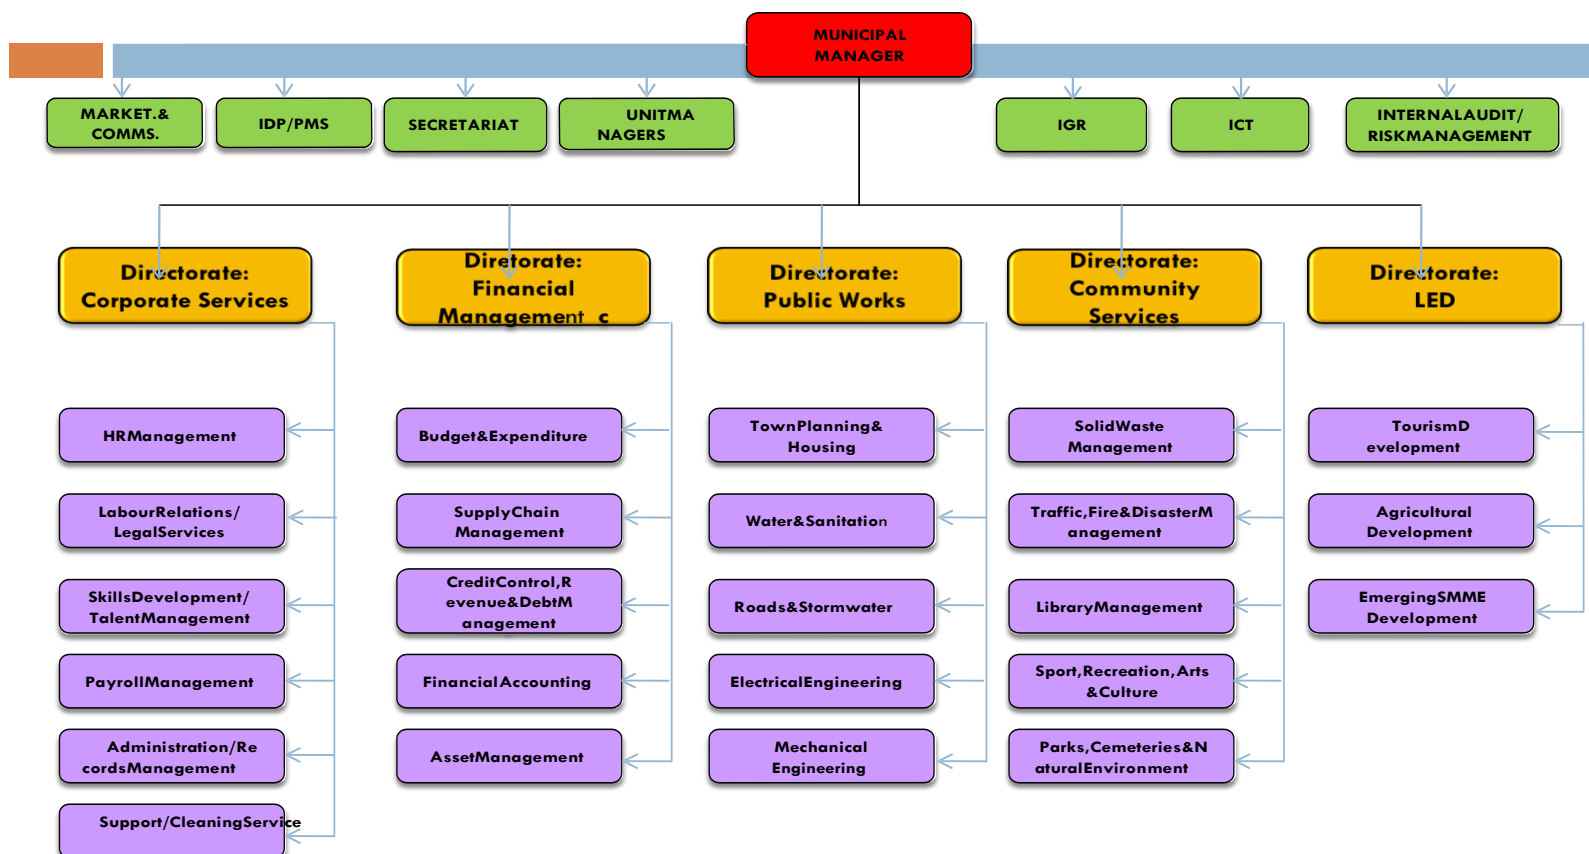 MUNICIPAL
MANAGER
MARKET.&
COMMS.
IDP/PMS
SECRETARIAT
UNITMA
NAGERS
IGR
ICT
INTERNALAUDIT/
RISKMANAGEMENT
Directorate:
Corporate Services
Directorate:
Financial
Management c
Directorate:
Public Works
Directorate:
Community
Services
Directorate:
LED
HRManagement
LabourRelations/
LegalServices
SkillsDevelopment/
TalentManagement
PayrollManagement
Administration/Re
cordsManagement
Support/CleaningService
Budget&Expenditure
SupplyChain
Management
CreditControl,R
evenue&DebtM
anagement
FinancialAccounting
AssetManagement
TownPlanning&
Housing
Water&Sanitation
Roads&Stormwater
ElectricalEngineering
Mechanical
Engineering
SolidWaste
Management
Traffic,Fire&DisasterM
anagement
LibraryManagement
Sport,Recreation,Arts
&Culture
Parks,Cemeteries&N
aturalEnvironment
TourismD
evelopment
Agricultural
Development
EmergingSMME
Development